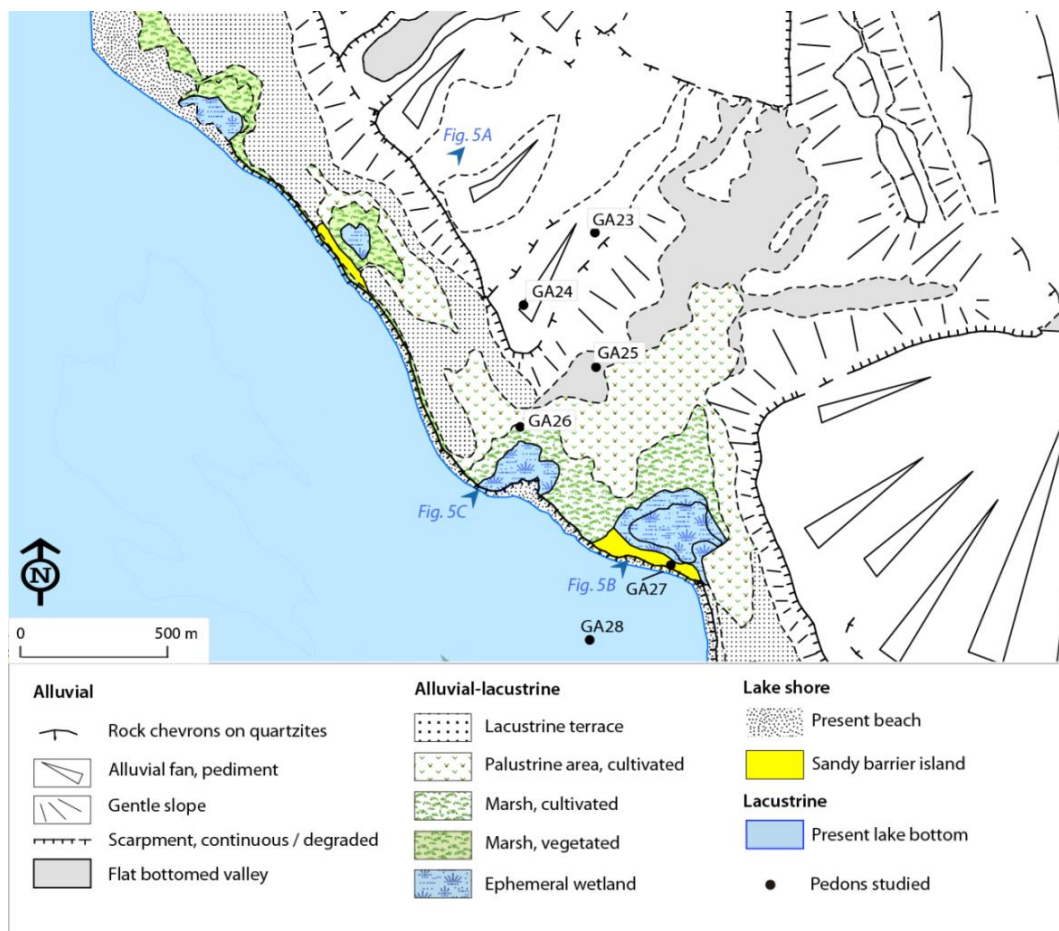 Fig. 5A
GA23
GA24
GA25
GA26
Fig. 5C
Fig. 5B
GA27
GA28
N
0 500 m
Alluvial
Rock chevrons on quartzites
Alluvial fan, pediment
Gentle slope
Scarpment, continuous / degraded
Flat bottomed valley
Alluvial-lacustrine
Lacustrine terrace
Palustrine area, cultivated
Marsh, cultivated
Marsh, vegetated
Ephemeral wetland
Lake shore
Present beach
Sandy barrier island
Lacustrine
Present lake bottom
Pedons studied